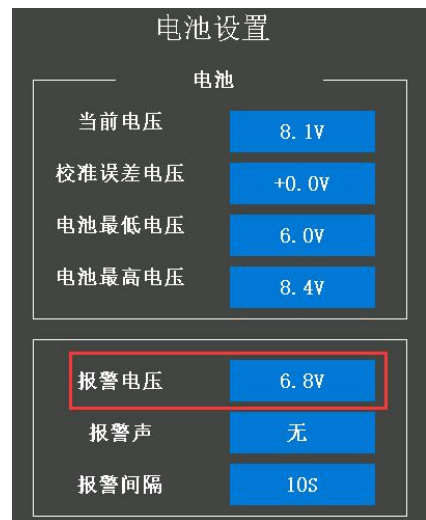 电池设置
电池
当前电压 8.1V
校准误差电压 +0.0V
电池最低电压 6.0V
电池最高电压 8.4V
报警电压 6.8V
报警声 无
报警间隔 10S